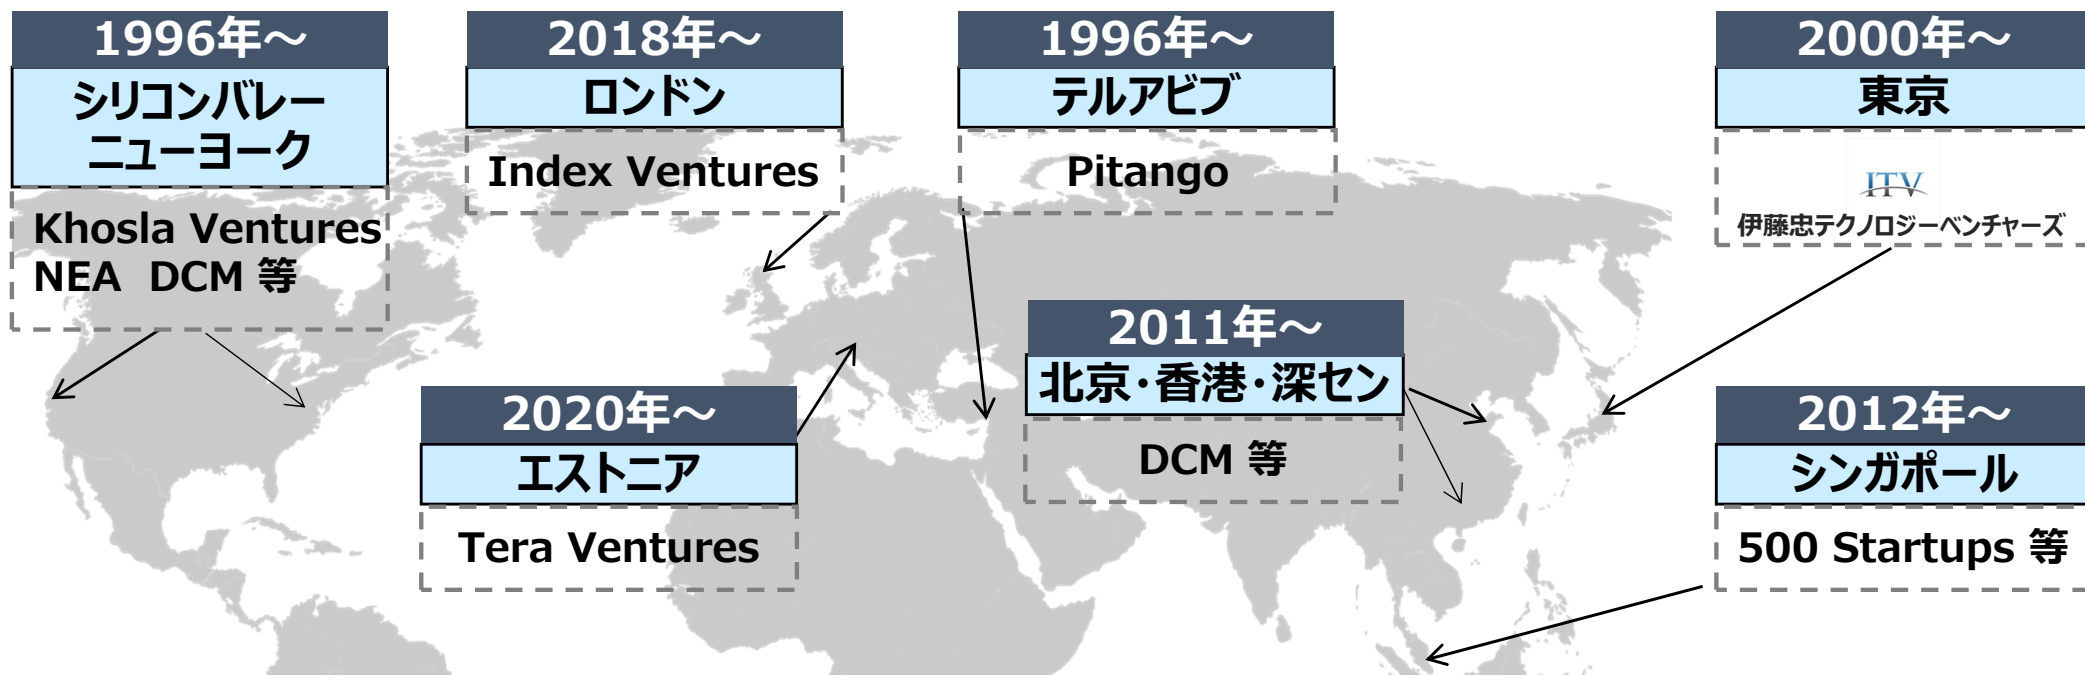 1996年～
シリコンバレー
ニューヨーク
Khosla Ventures
NEA DCM 等
2018年～
ロンドン
Index Ventures
1996年～
テルアビブ
Pitango
2000年～
東京
ITV
伊藤忠テクノロジーベンチャーズ
2020年～
エストニア
Tera Ventures
2011年～
北京・香港・深セン
DCM 等
2012年～
シンガポール
500 Startups 等